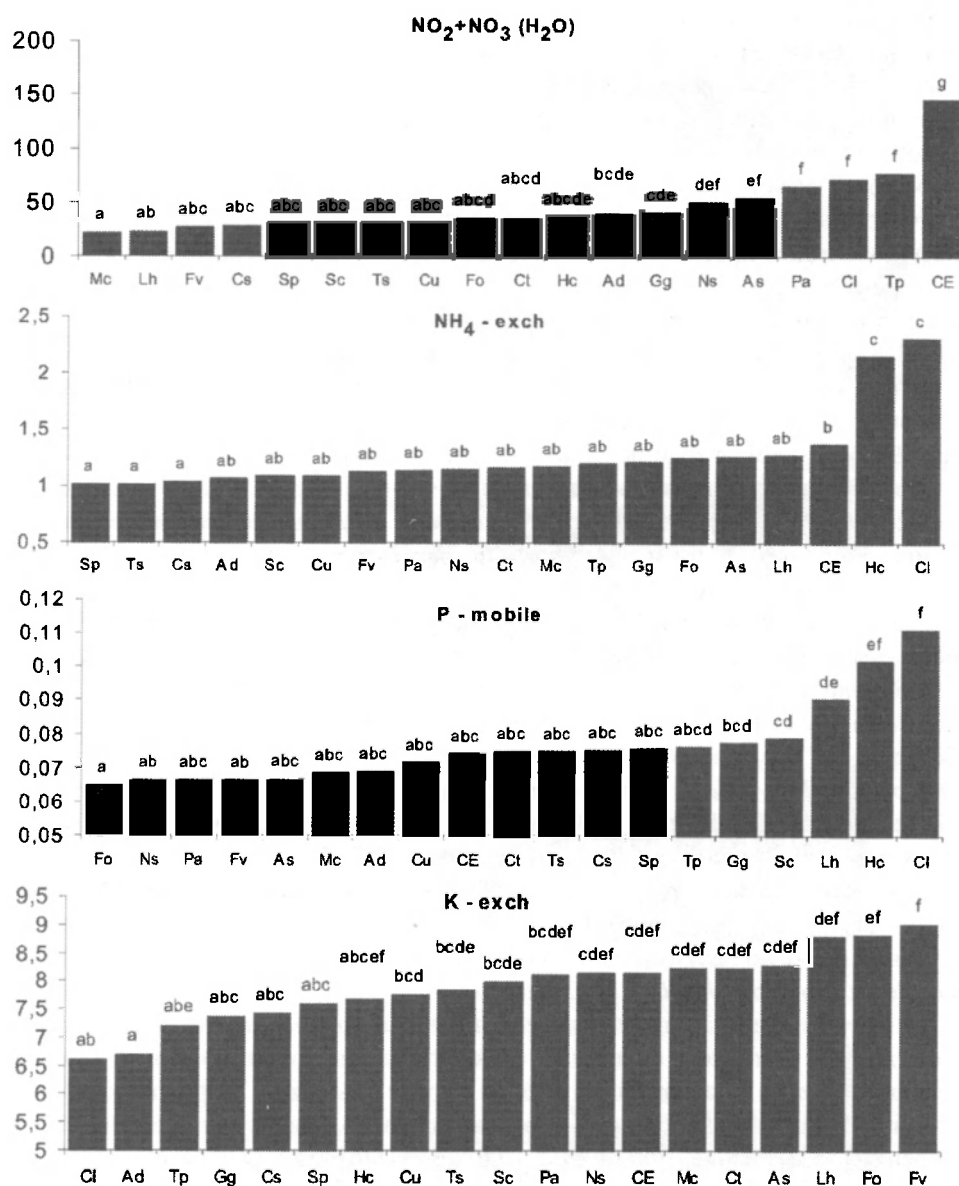 NO2+NO3 (H2O)
200
150
100
50
0
a ab abc abc abc abc abc abc abcd abcd abcde bcde cde def ef f f f g
Mc Lh Fv Cs Sp Sc Ts Cu Fo Ct Hc Ad Gg Ns As Pa Cl Tp CE
NH4 - exch
2,5
2
1,5
1
0,5
a a a ab ab ab ab ab ab ab ab ab ab ab ab ab b c c
Sp Ts Cs Ad Sc Cu Fv Pa Ns Ct Mc Tp Gg Fo As Lh CE Hc Cl
P - mobile
0,12
0,11
0,1
0,09
0,08
0,07
0,06
0,05
a ab abc ab abc abc abc abc abc abc abc abc abc abcd bcd cd de ef f
Fo Ns Pa Fv As Mc Ad Cu CE Ct Ts Cs Sp Tp Gg Sc Lh Hc Cl
K - exch
9,5
9
8,5
8
7,5
7
6,5
6
5,5
5
ab a abe abc abc abc abcef bcd bcde bcde bcdef cdef cdef cdef cdef cdef def ef f
Cl Ad Tp Gg Cs Sp Hc Cu Ts Sc Pa Ns CE Mc Ct As Lh Fo Fv